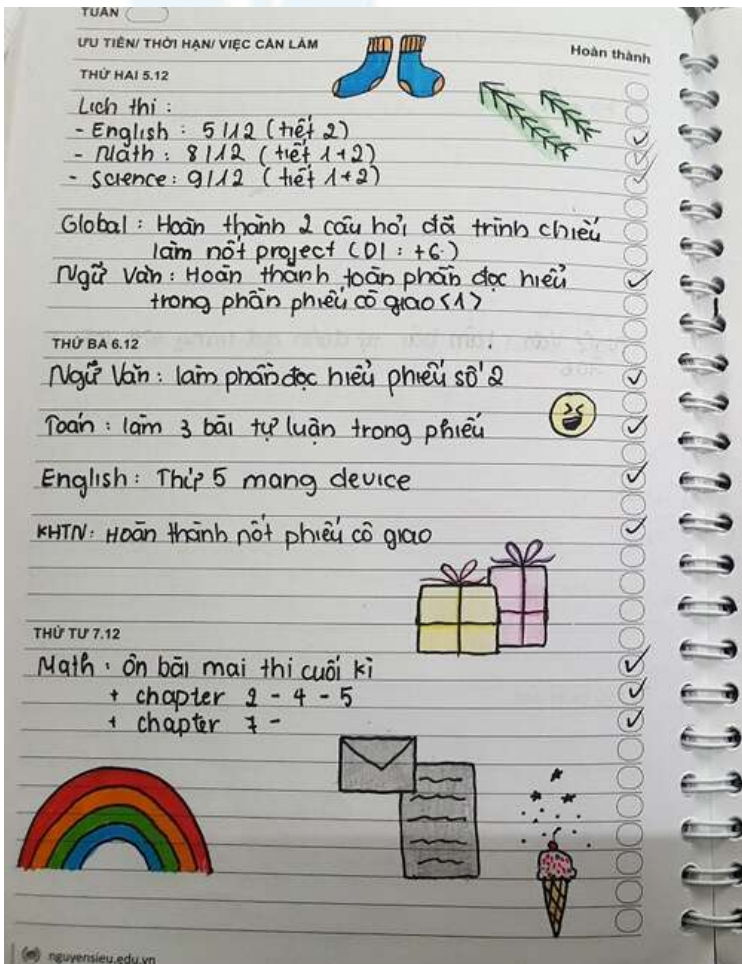 TUẦN
ƯU TIÊN/ THỜI HẠN/ VIỆC CẦN LÀM
Hoàn thành
THỨ HAI 5.12
Lịch thi :
- English : 5/12 (tiết 2)
- Math : 8/12 (tiết 1+2)
- Science : 9/12 (tiết 1+2)
Global : Hoàn thành 2 câu hỏi đã trình chiếu
làm nốt project (D1 : +6.)
Ngữ Văn : Hoàn thành toàn phần đọc hiểu
trong phần phiếu cô giao <1>
THỨ BA 6.12
Ngữ Văn : làm phần đọc hiểu phiếu số 2
Toán : làm 3 bài tự luận trong phiếu
English : Thứ 5 mang device
KHTN : Hoàn thành nốt phiếu cô giao
THỨ TƯ 7.12
Math : ôn bài mai thi cuối kì
+ chapter 2 - 4 - 5
+ chapter 7 -
nguyensieu.edu.vn